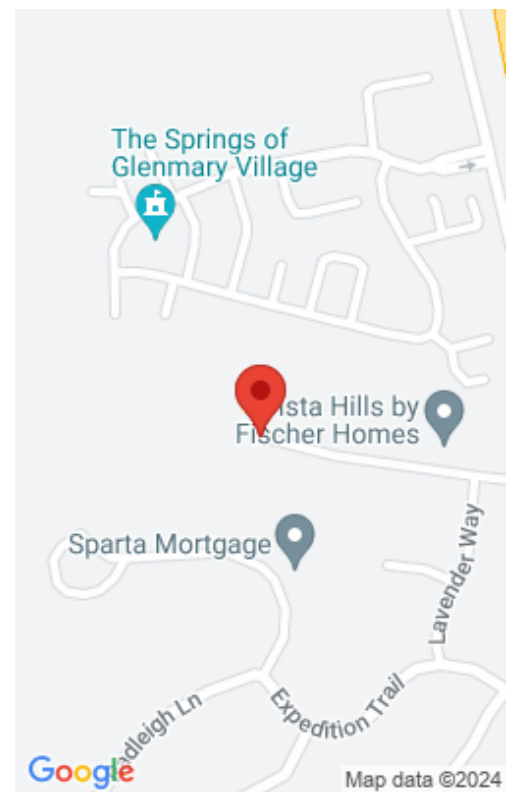 The Springs of
Glenmary Village
ista Hills by
Fischer Homes
Sparta Mortgage
Lavender Way
Expedition Trail
dleigh Ln
Google
Map data ©2024